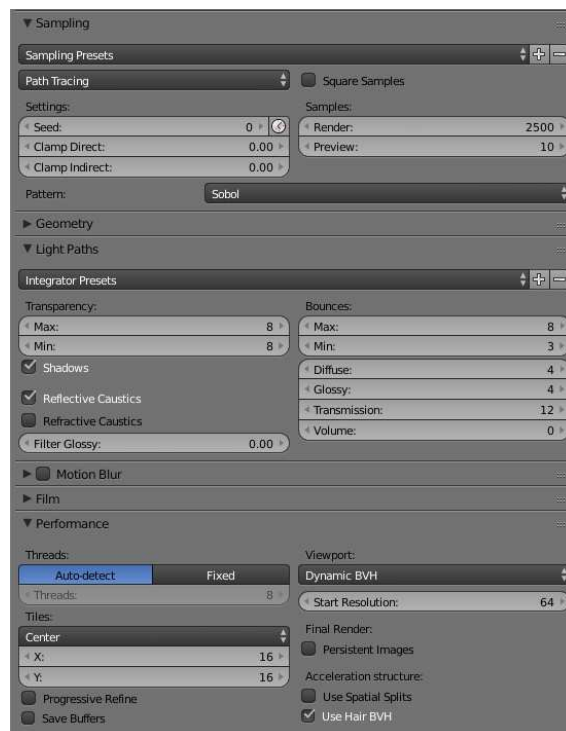 Sampling
Sampling Presets
Path Tracing
Square Samples
Settings:
Samples:
Seed: 0
Render: 2500
Clamp Direct: 0.00
Preview: 10
Clamp Indirect: 0.00
Pattern: Sobol
Geometry
Light Paths
Integrator Presets
Transparency:
Bounces:
Max: 8
Max: 8
Min: 8
Min: 3
Shadows
Diffuse: 4
Reflective Caustics
Glossy: 4
Refractive Caustics
Transmission: 12
Filter Glossy: 0.00
Volume: 0
Motion Blur
Film
Performance
Threads:
Viewport:
Auto-detect Fixed
Dynamic BVH
Threads: 8
Start Resolution: 64
Tiles:
Final Render:
Center
Persistent Images
X: 16
Y: 16
Acceleration structure:
Progressive Refine
Use Spatial Splits
Save Buffers
Use Hair BVH